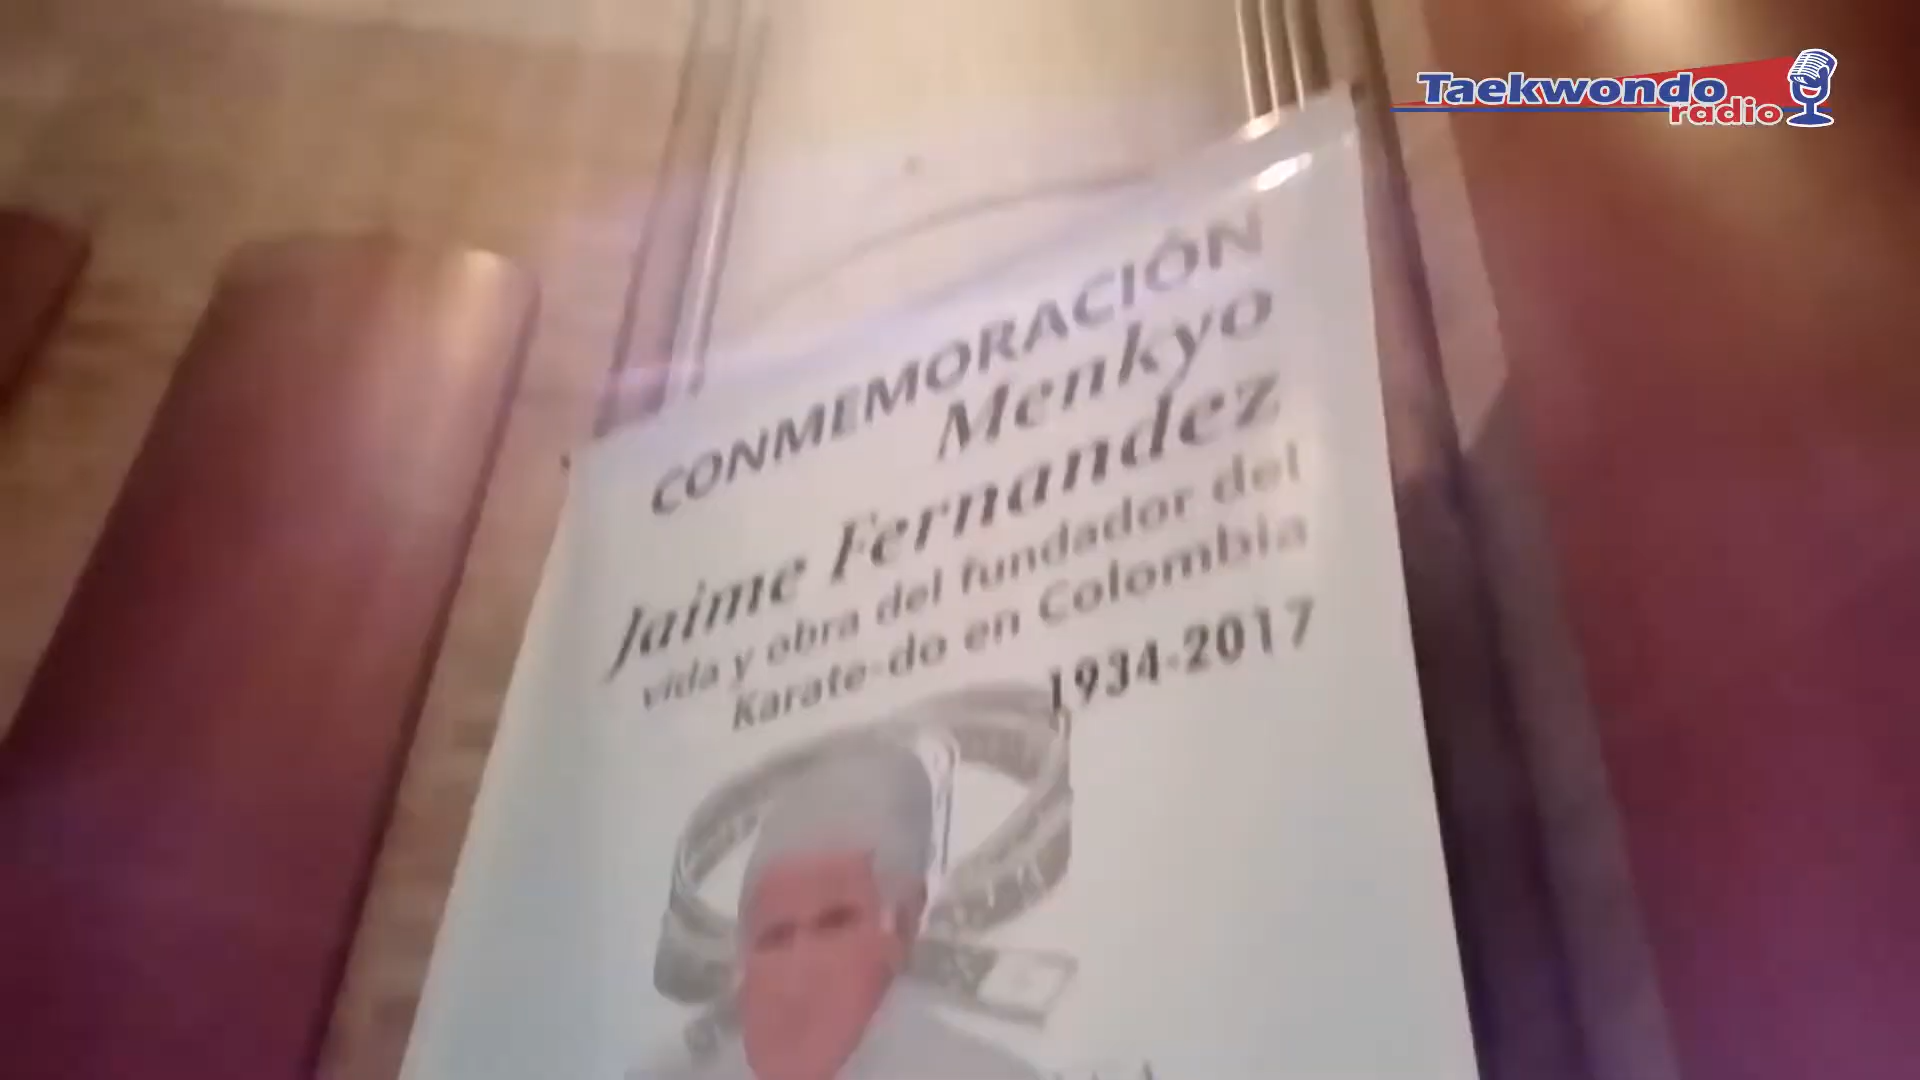 Taekwondo
radio
CONMEMORACIÓN
Menkyo
Jaime Fernandez
vida y obra del fundador del
Karate-do en Colombia
1934-2017